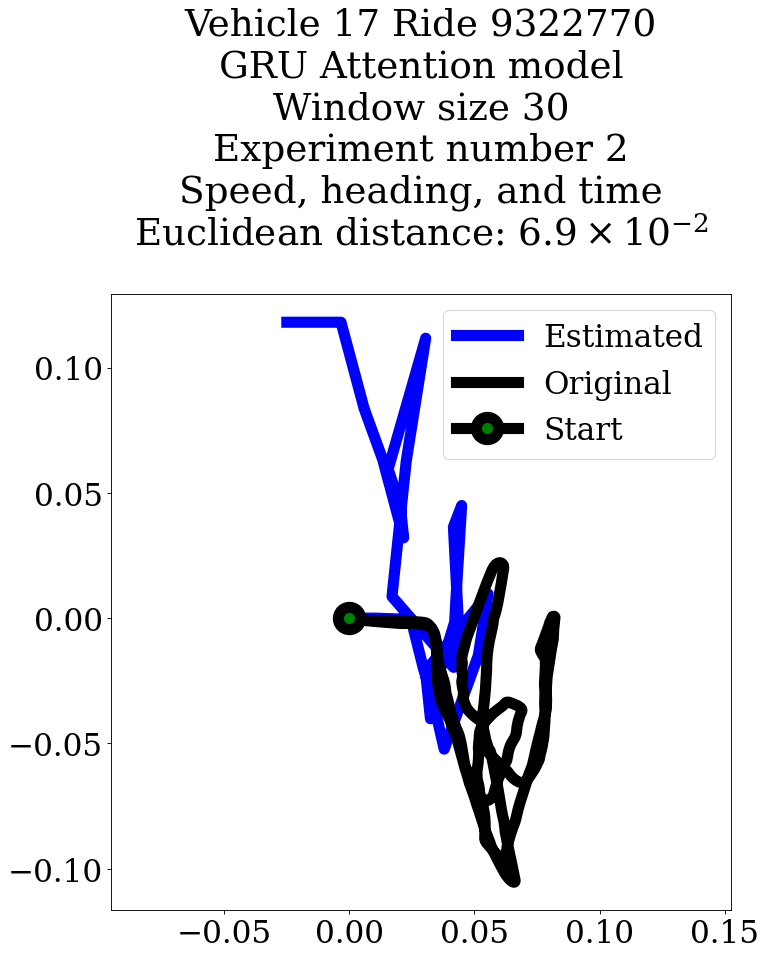 Vehicle 17 Ride 9322770
GRU Attention model
Window size 30
Experiment number 2
Speed, heading, and time
Euclidean distance: 6.9 × 10⁻²
Estimated
Original
Start
0.10
0.05
0.00
−0.05
−0.10
−0.05 0.00 0.05 0.10 0.15